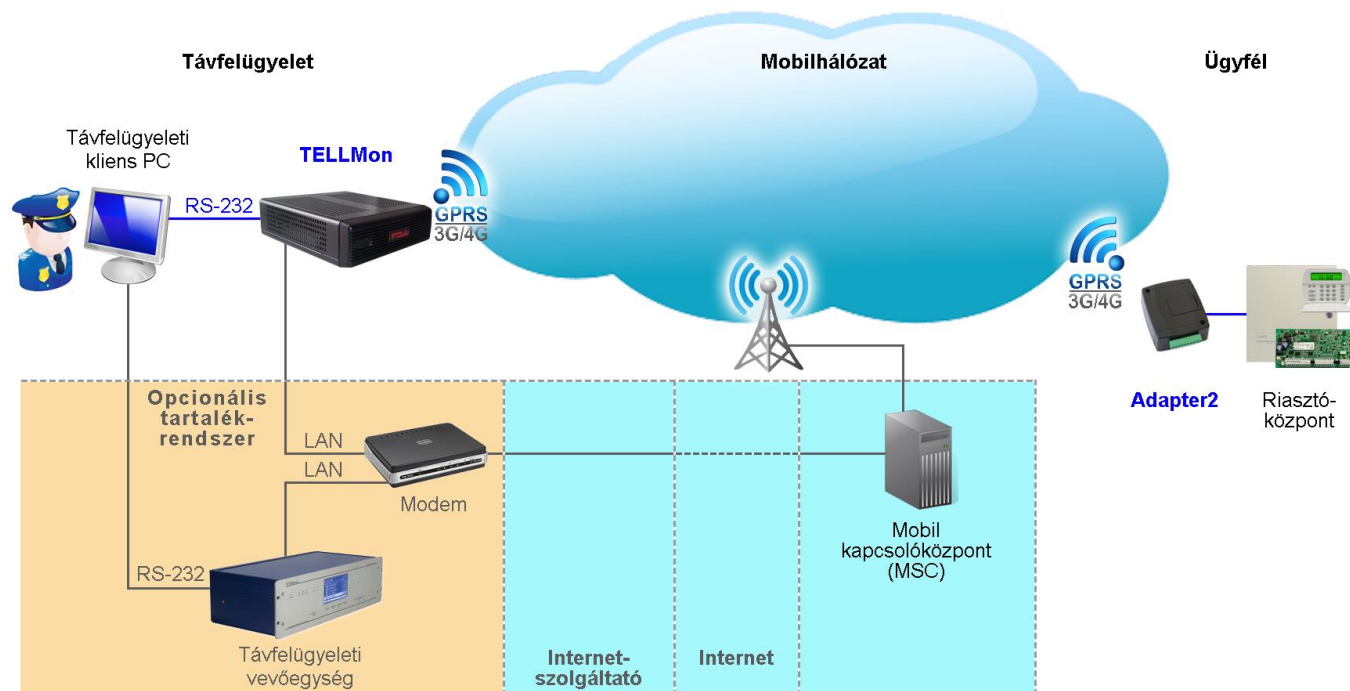 Távfelügyelet
Mobilhálózat
Ügyfél
Távfelügyeleti
kliens PC
TELLMon
RS-232
TELL
GPRS
3G/4G
GPRS
3G/4G
Adapter2
Riasztó-
központ
Opcionális
tartalék-
rendszer
LAN
LAN
Modem
RS-232
Távfelügyeleti
vevőegység
Internet-
szolgáltató
Internet
Mobil
kapcsolóközpont
(MSC)